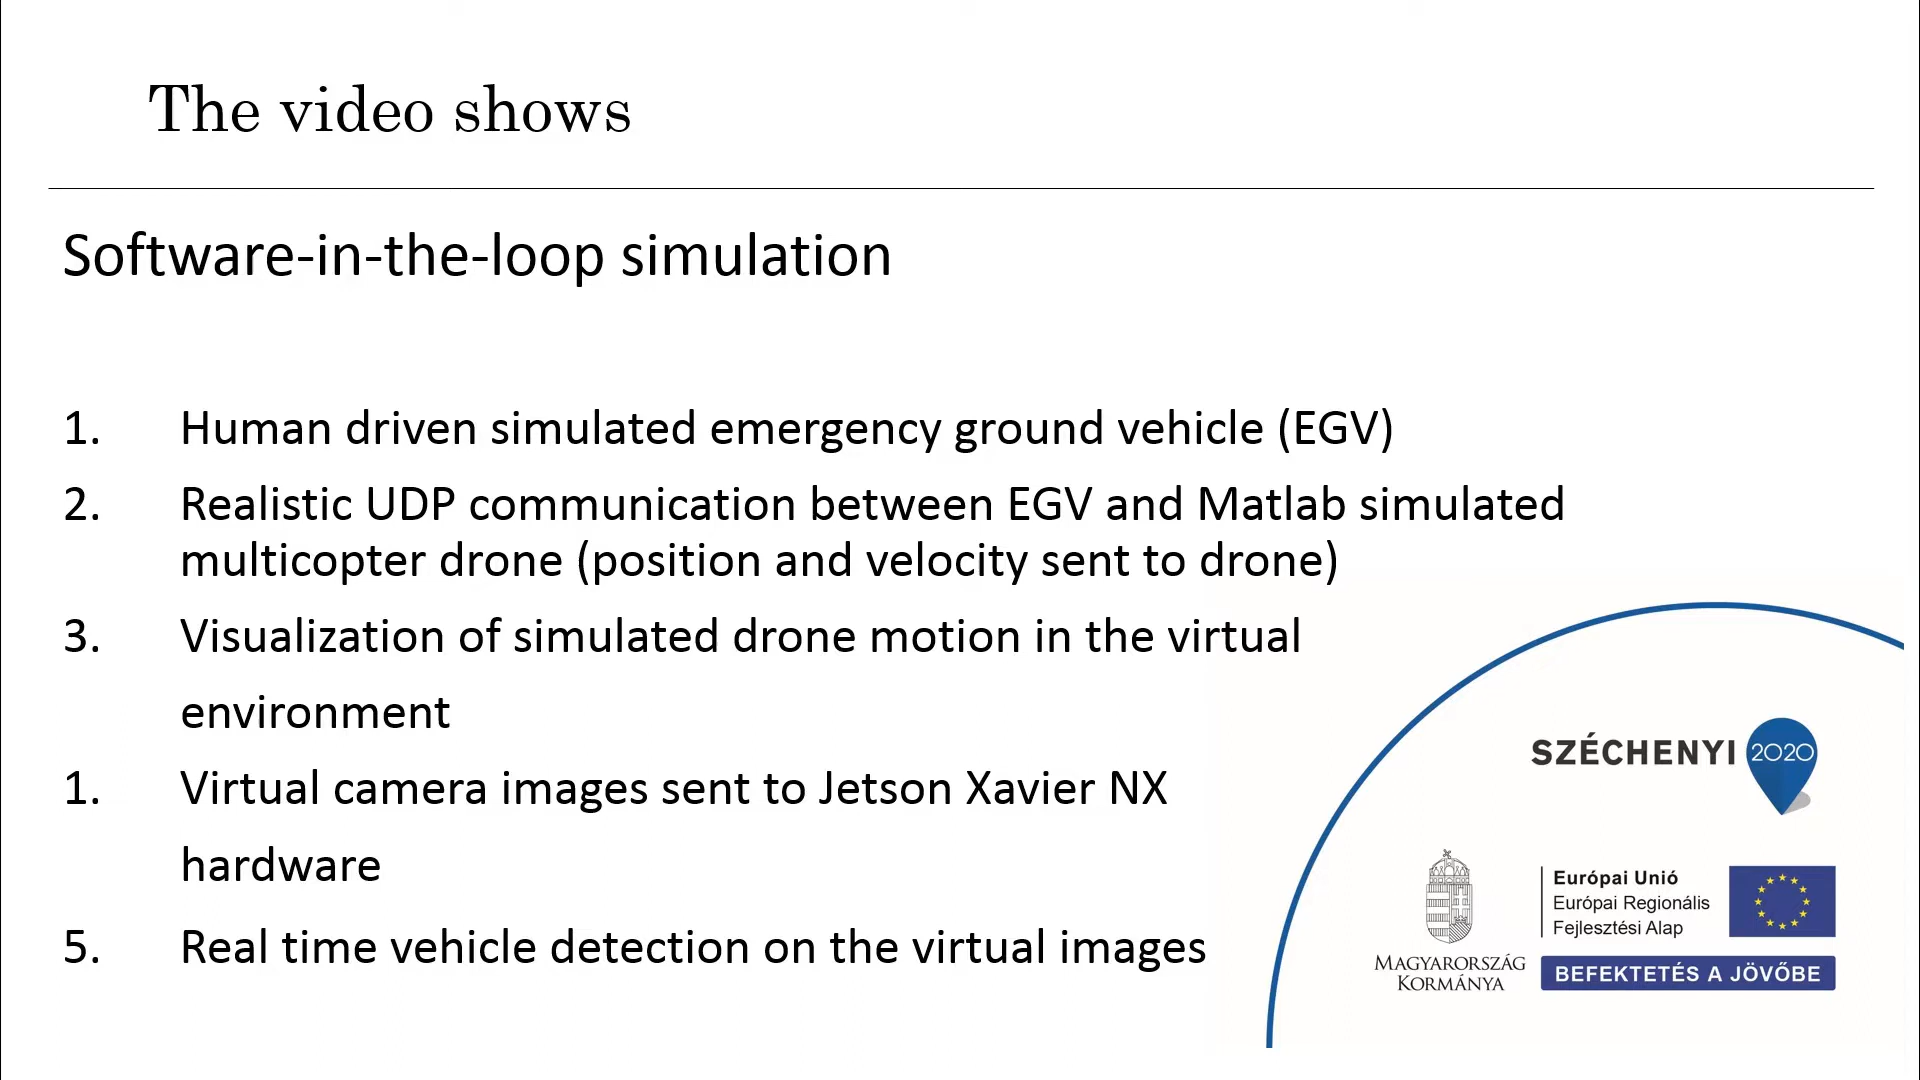 The video shows
Software-in-the-loop simulation
1. Human driven simulated emergency ground vehicle (EGV)
2. Realistic UDP communication between EGV and Matlab simulated
multicopter drone (position and velocity sent to drone)
3. Visualization of simulated drone motion in the virtual
environment
1. Virtual camera images sent to Jetson Xavier NX
hardware
5. Real time vehicle detection on the virtual images
SZÉCHENYI 2020
Európai Unió
Európai Regionális
Fejlesztési Alap
MAGYARORSZÁG
KORMÁNYA
BEFEKTETÉS A JÖVŐBE